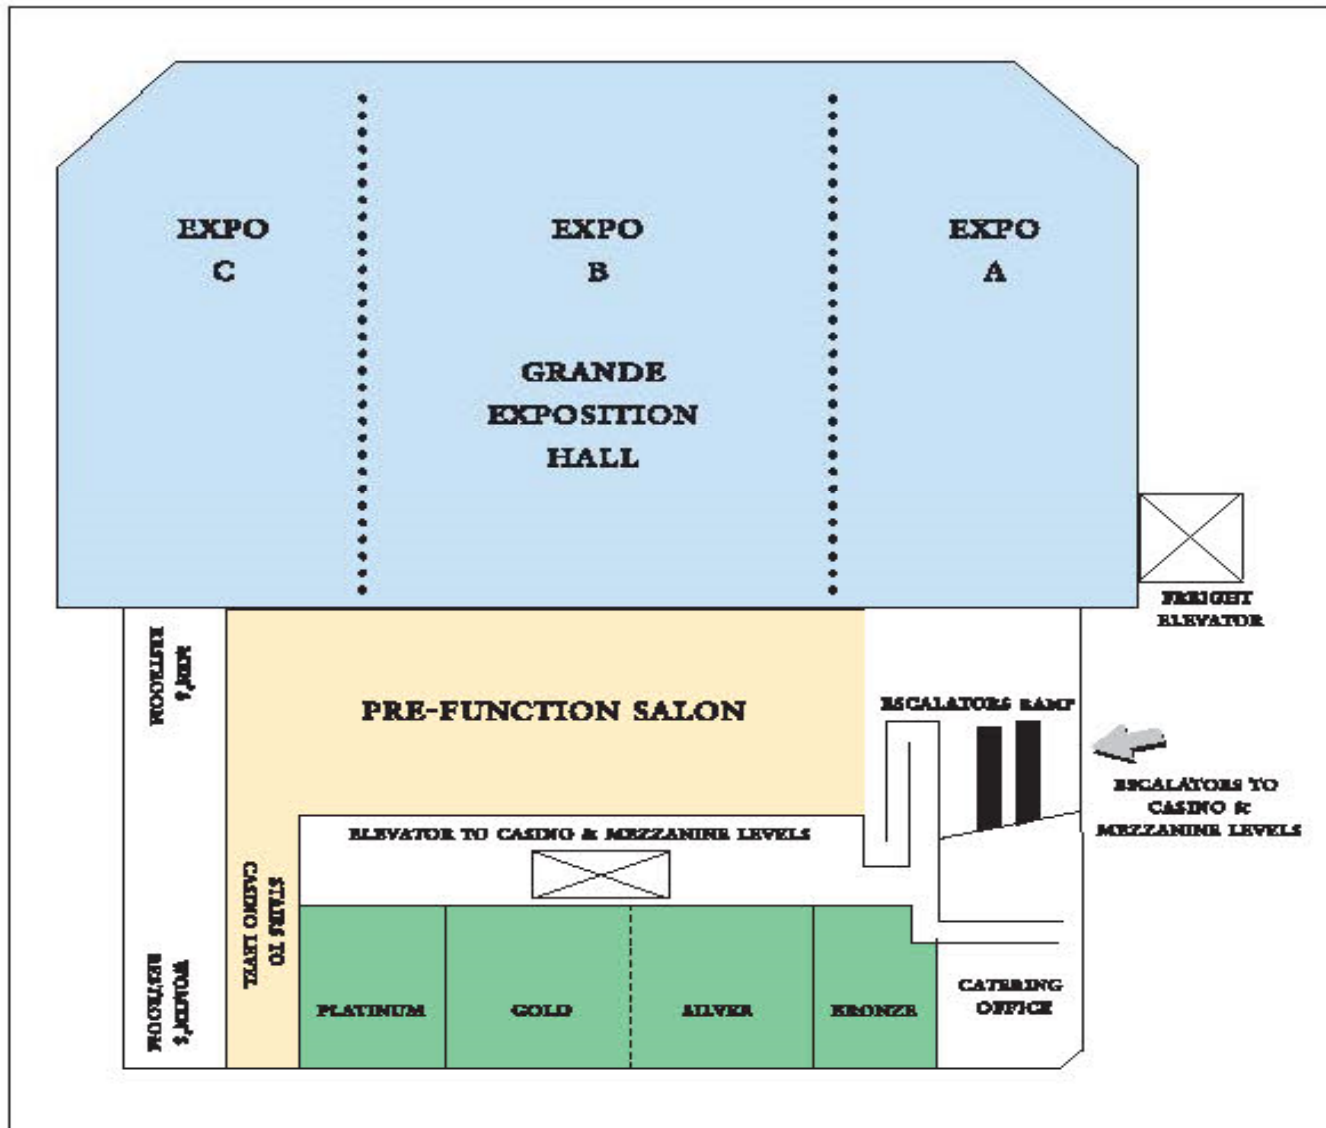 EXPO
C
EXPO
B
EXPO
A
GRANDE
EXPOSITION
HALL
FREIGHT
ELEVATOR
MEN'S
RESTROOM
PRE-FUNCTION SALON
ESCALATORS RAMP
ESCALATORS TO
CASINO &
MEZZANINE LEVELS
ELEVATOR TO CASINO & MEZZANINE LEVELS
STAIRS TO
CASINO LEVEL
WOMEN'S
RESTROOM
PLATINUM
GOLD
SILVER
BRONZE
CATERING
OFFICE